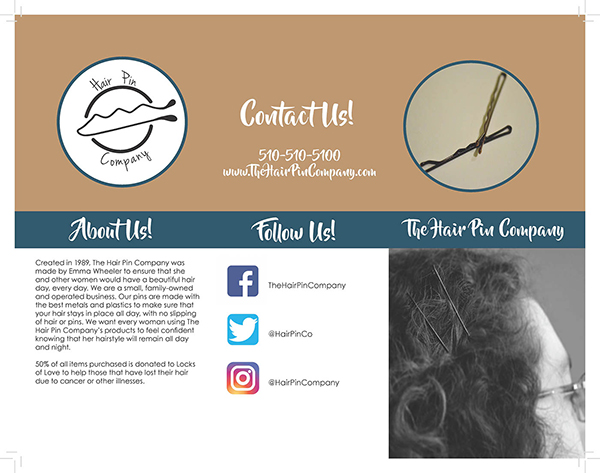 Hair Pin
Company
Contact Us!
510-510-5100
www.TheHairPinCompany.com
About Us!
Created in 1989, The Hair Pin Company was
made by Emma Wheeler to ensure that she
and other women would have a beautiful hair
day, every day. We are a small, family-owned
and operated business. Our pins are made with
the best metals and plastics to make sure that
your hair stays in place all day, with no slipping
of hair or pins. We want every woman using The
Hair Pin Company's products to feel confident
knowing that her hairstyle will remain all day
and night.
50% of all items purchased is donated to Locks
of Love to help those that have lost their hair
due to cancer or other illnesses.
Follow Us!
TheHairPinCompany
@HairPinCo
@HairPinCompany
The Hair Pin Company